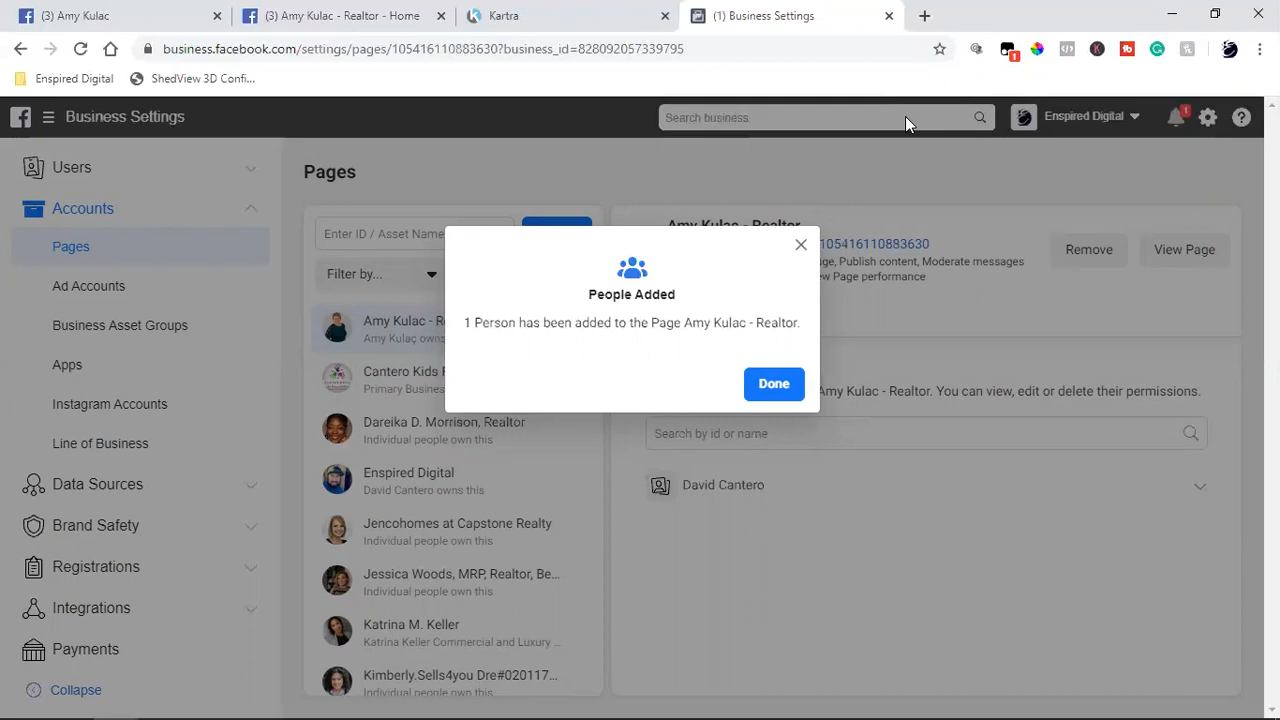 (3) Amy Kulac
(3) Amy Kulac - Realtor - Home
Kartra
(1) Business Settings
business.facebook.com/settings/pages/105416110883630?business_id=828092057339795
1
Enspired Digital
ShedView 3D Confi...
Business Settings
Search business
Enspired Digital
1
Users
Accounts
Pages
Ad Accounts
Business Asset Groups
Apps
Instagram Accounts
Line of Business
Data Sources
Brand Safety
Registrations
Integrations
Payments
Collapse
Pages
Enter ID / Asset Name
Filter by...
Amy Kulac - R
Amy Kulac owns
Cantero Kids
Primary Business
Dareika D. Morrison, Realtor
Individual people own this
Enspired Digital
David Cantero owns this
Jencohomes at Capstone Realty
Individual people own this
Jessica Woods, MRP, Realtor, Be...
Individual people own this
Katrina M. Keller
Katrina Keller Commercial and Luxury ...
Kimberly.Sells4you Dre#020117...
Individual people own this
Amy Kulac - Realtor
105416110883630
ge, Publish content, Moderate messages
ew Page performance
Remove
View Page
Amy Kulac - Realtor. You can view, edit or delete their permissions.
Search by id or name
David Cantero
People Added
1 Person has been added to the Page Amy Kulac - Realtor.
Done